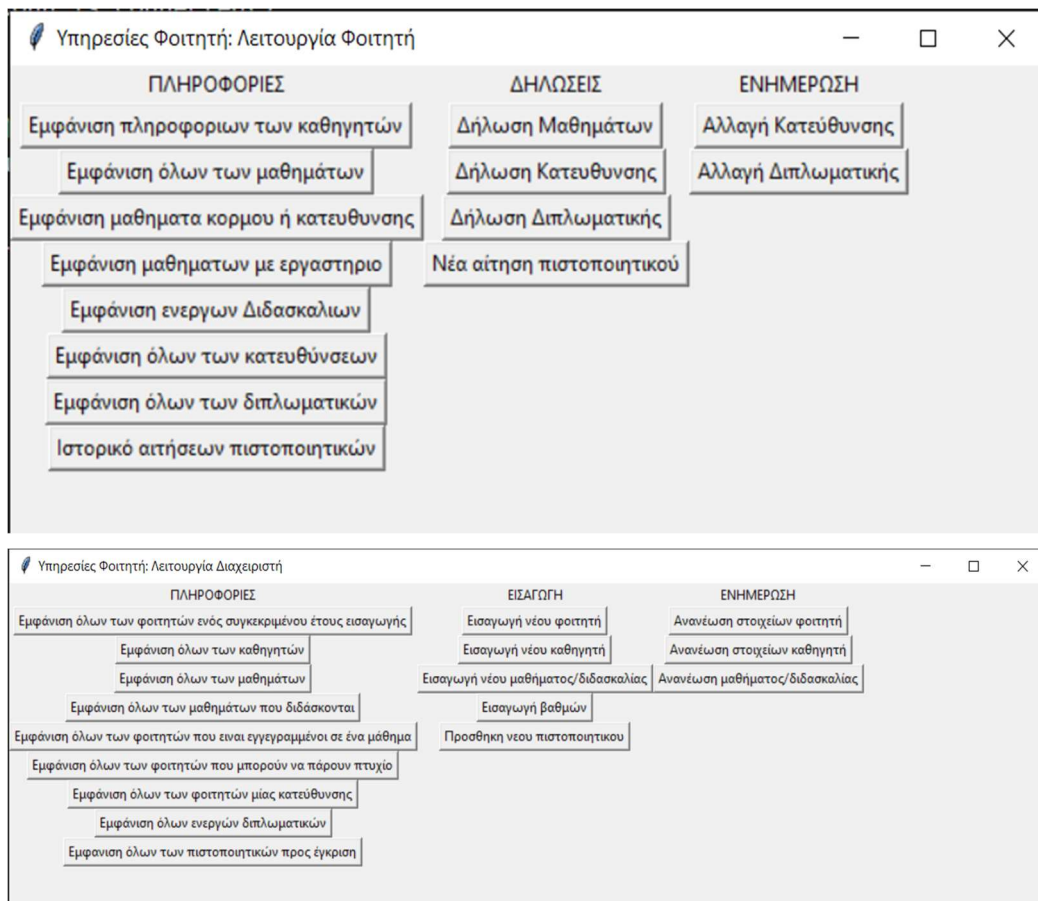 Υπηρεσίες Φοιτητή: Λειτουργία Φοιτητή
ΠΛΗΡΟΦΟΡΙΕΣ
Εμφάνιση πληροφοριων των καθηγητών
Εμφάνιση όλων των μαθημάτων
Εμφάνιση μαθηματα κορμου ή κατευθυνσης
Εμφάνιση μαθηματων με εργαστηριο
Εμφάνιση ενεργων Διδασκαλιων
Εμφάνιση όλων των κατευθύνσεων
Εμφάνιση όλων των διπλωματικών
Ιστορικό αιτήσεων πιστοποιητικών
ΔΗΛΩΣΕΙΣ
Δήλωση Μαθημάτων
Δήλωση Κατευθυνσης
Δήλωση Διπλωματικής
Νέα αίτηση πιστοποιητικού
ΕΝΗΜΕΡΩΣΗ
Αλλαγή Κατεύθυνσης
Αλλαγή Διπλωματικής
Υπηρεσίες Φοιτητή: Λειτουργία Διαχειριστή
ΠΛΗΡΟΦΟΡΙΕΣ
Εμφάνιση όλων των φοιτητών ενός συγκεκριμένου έτους εισαγωγής
Εμφάνιση όλων των καθηγητών
Εμφάνιση όλων των μαθημάτων
Εμφάνιση όλων των μαθημάτων που διδάσκονται
Εμφάνιση όλων των φοιτητών που ειναι εγγεγραμμένοι σε ένα μάθημα
Εμφάνιση όλων των φοιτητών που μπορούν να πάρουν πτυχίο
Εμφάνιση όλων των φοιτητών μίας κατεύθυνσης
Εμφάνιση όλων ενεργών διπλωματικών
Εμφανιση όλων των πιστοποιητικών προς έγκριση
ΕΙΣΑΓΩΓΗ
Εισαγωγή νέου φοιτητή
Εισαγωγή νέου καθηγητή
Εισαγωγή νέου μαθήματος/διδασκαλίας
Εισαγωγή βαθμών
Προσθηκη νεου πιστοποιητικου
ΕΝΗΜΕΡΩΣΗ
Ανανέωση στοιχείων φοιτητή
Ανανέωση στοιχείων καθηγητή
Ανανέωση μαθήματος/διδασκαλίας